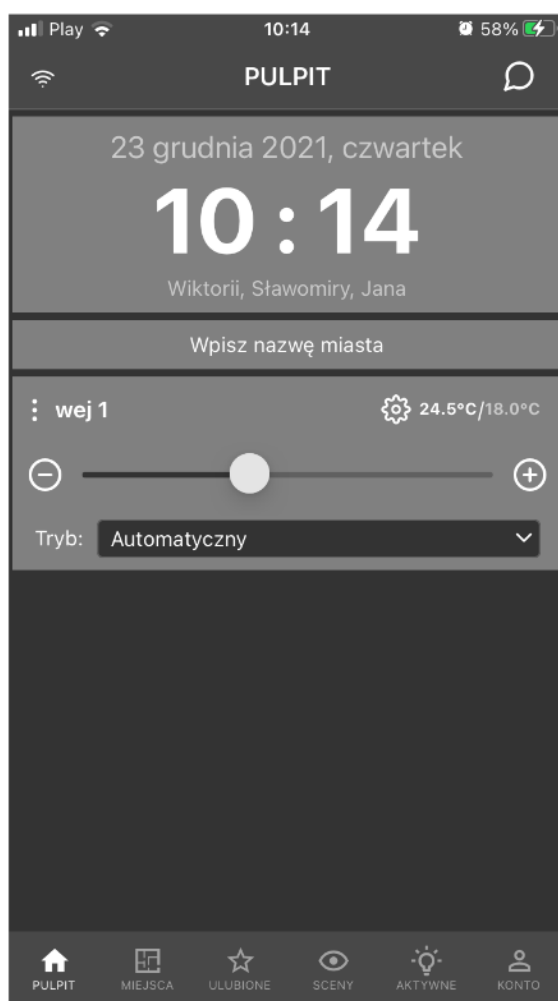 Play 10:14 58%
PULPIT
23 grudnia 2021, czwartek
10 : 14
Wiktorii, Sławomiry, Jana
Wpisz nazwę miasta
wej 1 24.5°C/18.0°C
Tryb: Automatyczny
PULPIT MIEJSCA ULUBIONE SCENY AKTYWNE KONTO